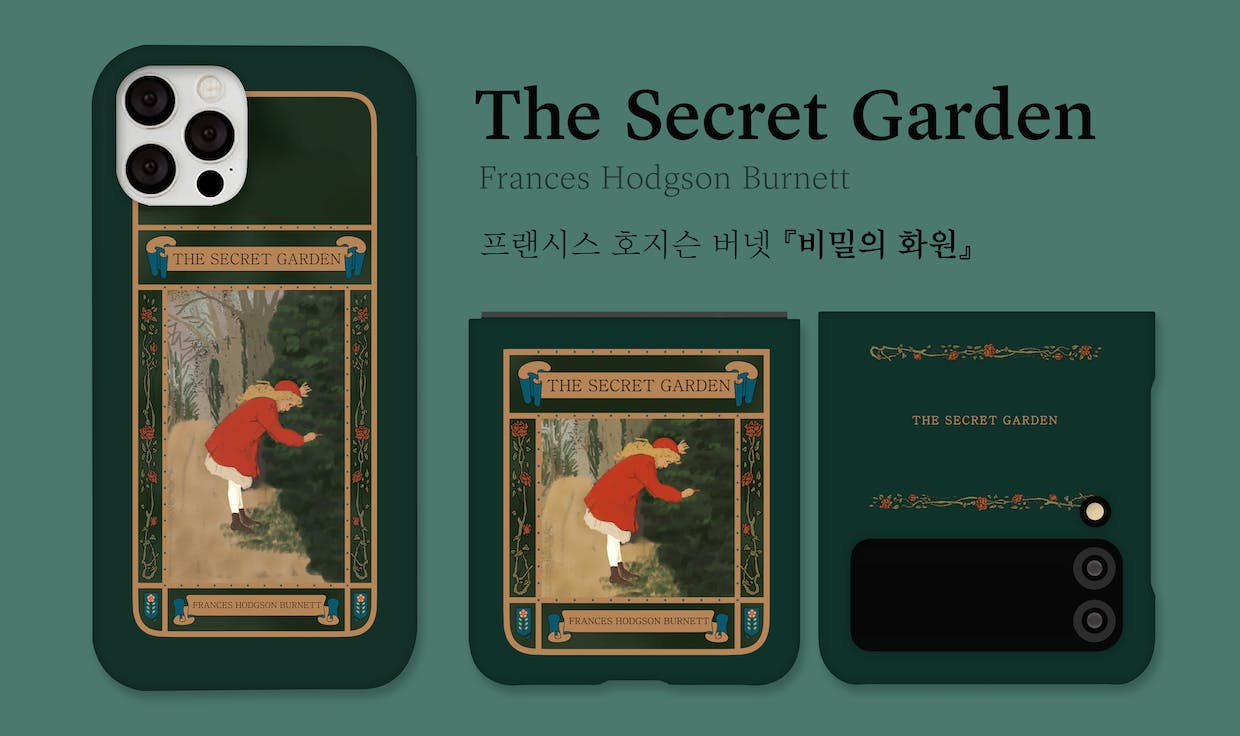 The Secret Garden
Frances Hodgson Burnett
프랜시스 호지슨 버넷 『비밀의 화원』
THE SECRET GARDEN
FRANCES HODGSON BURNETT
THE SECRET GARDEN
FRANCES HODGSON BURNETT
THE SECRET GARDEN